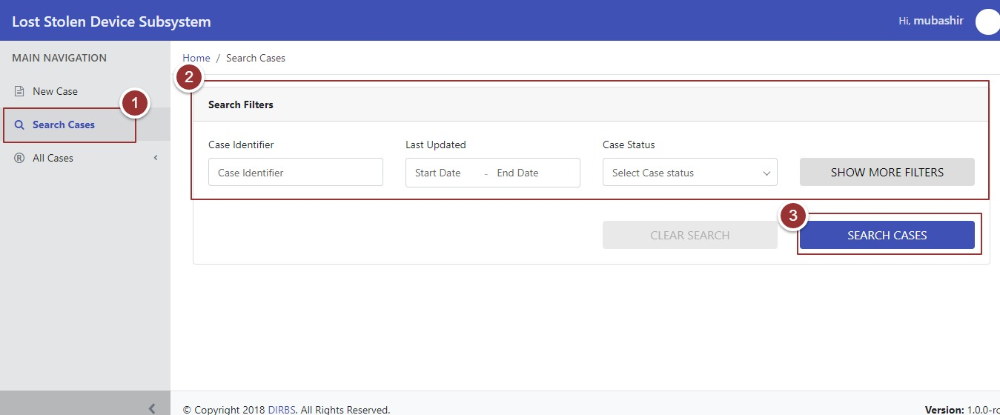 Lost Stolen Device Subsystem
Hi, mubashir
MAIN NAVIGATION
New Case
1
Search Cases
All Cases
Home / Search Cases
2
Search Filters
Case Identifier Last Updated Case Status
Case Identifier Start Date - End Date Select Case status SHOW MORE FILTERS
3
CLEAR SEARCH SEARCH CASES
© Copyright 2018 DIRBS. All Rights Reserved. Version: 1.0.0-rc